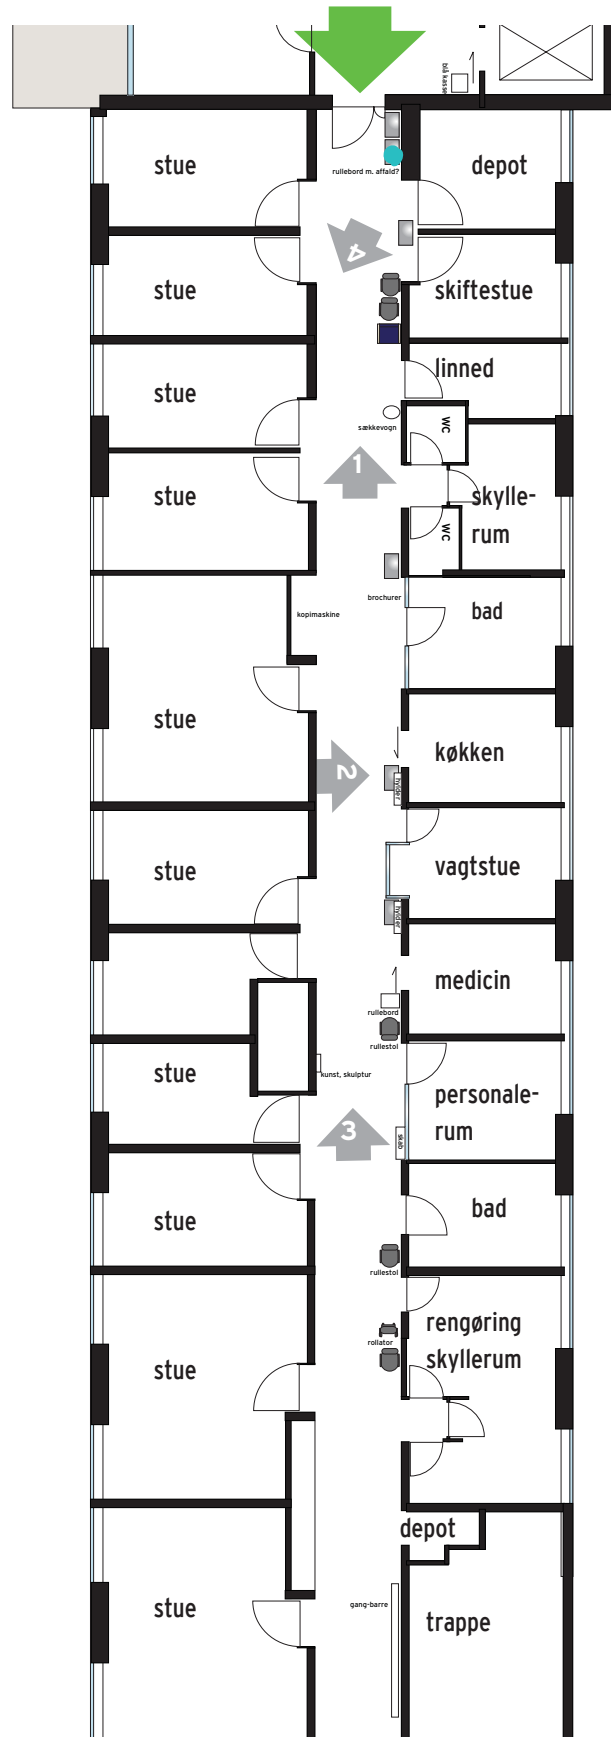 blå kasse
stue
rullebord m. affald?
depot
4
stue
skiftestue
stue
linned
sækkevogn
WC
stue
1
skylle-
rum
WC
brochurer
kopimaskine
bad
stue
2
køkken
hylder
stue
vagtstue
hylder
medicin
rullebord
rullestol
stue
kunst, skulptur
personale-
rum
3
skab
stue
bad
rullestol
rengøring
skyllerum
rollator
stue
depot
stue
gang-barre
trappe